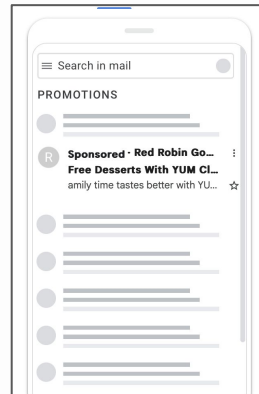 Search in mail
PROMOTIONS
R
Sponsored · Red Robin Go...
Free Desserts With YUM Cl...
amily time tastes better with YU...